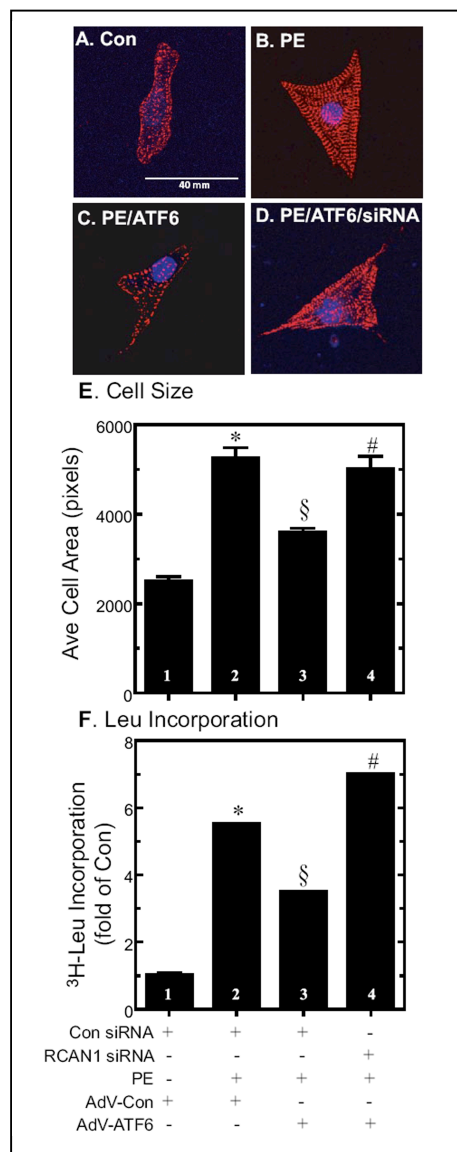 A. Con
B. PE
40 mm
C. PE/ATF6
D. PE/ATF6/siRNA
E. Cell Size
Ave Cell Area (pixels)
6000
4000
2000
0
*
§
#
1 2 3 4
F. Leu Incorporation
³H-Leu Incorporation
(fold of Con)
8
6
4
2
0
*
§
#
1 2 3 4
Con siRNA + + + -
RCAN1 siRNA - - - +
PE - + + +
AdV-Con + + - -
AdV-ATF6 - - + +